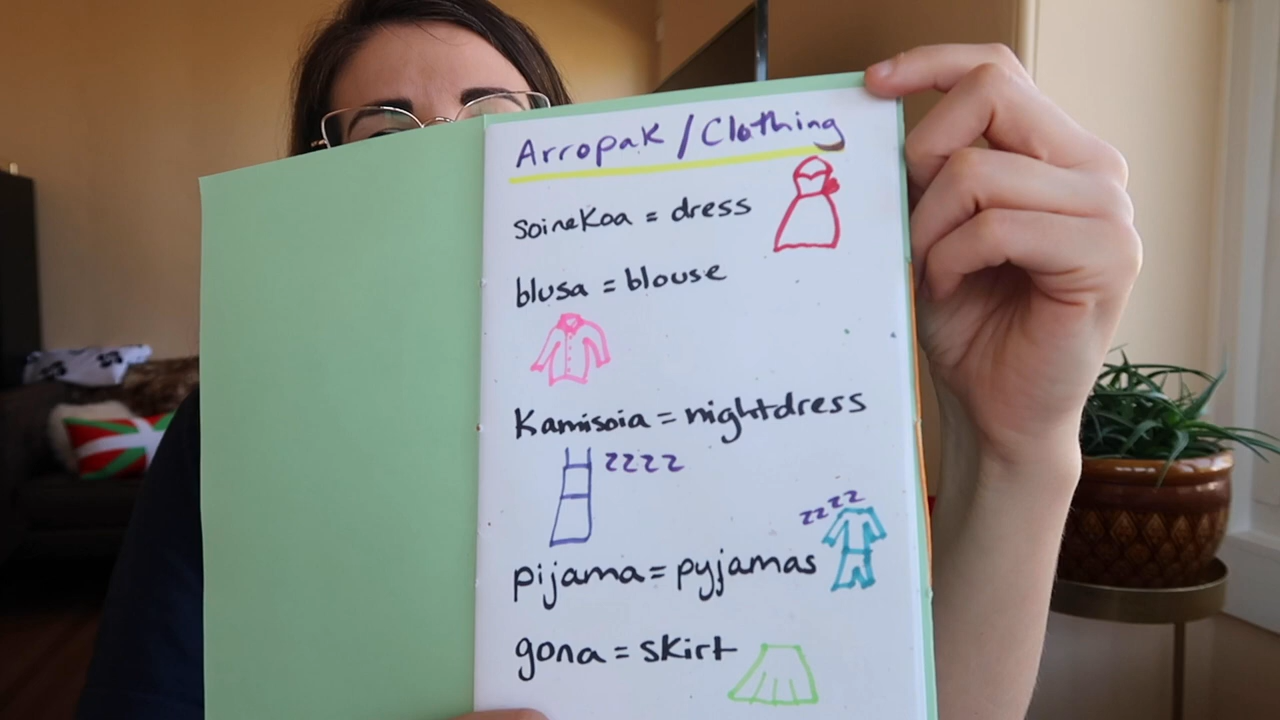 Arropak / Clothing
soinekoa = dress
blusa = blouse
Kamisoia = nightdress
zzzz
zzzz
pijama = pyjamas
gona = skirt